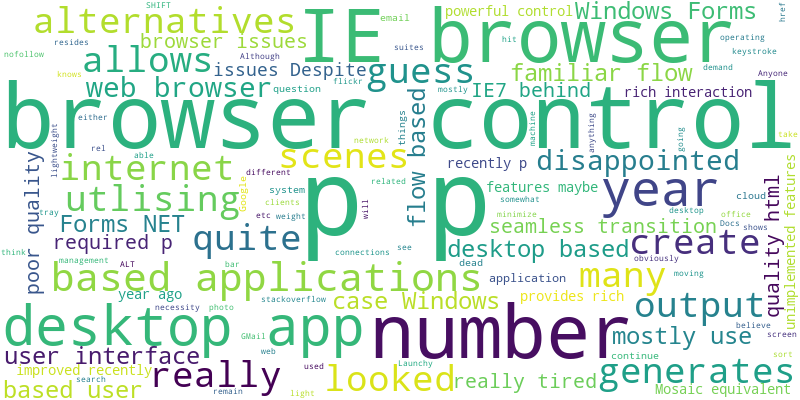 SHIFT
email
powerful control
Windows Forms
href
alternatives
IE
browser
resides
browser issues
Although
suites
hit
operating
nofollow
allows
issues Despite
guess
familiar flow
keystroke
demand
Anyone
knows
web browser
question
flickr
mostly
IE7 behind
rich interaction
browser
control
lightweight
either
rel
network
things
machine
anything
going
take
able
scenes
recently p
disappointed
internet
different
related
features maybe
poor quality
flow based
utlising
Google
clients
system
p p
somewhat
year
cloud
tray
Forms NET
etc
weight
will
minimize
desktop
office
seamless transition
Docs
shows
quality html
unimplemented features
required p
quite
connections
see
desktop based
create
obviously
think
management
ALT
bar
dead
based applications
application
many
moving
year ago
stackoverflow
case Windows
provides rich
output
necessity
photo
desktop app
GMail
number
believe
screen
user interface
web
mostly use
sort
improved recently
really
used
Launchy
continue
generates
based user
search
remain
light
looked
really tired
Mosaic equivalent